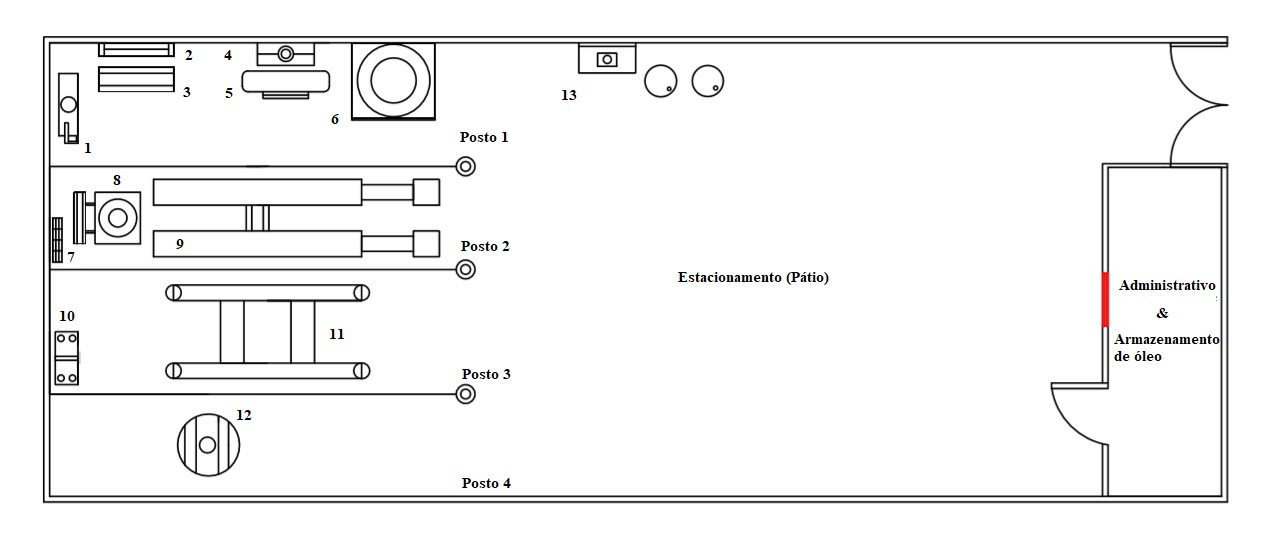 2
4
3
5
6
13
1
Posto 1
8
9
7
Posto 2
Estacionamento (Pátio)
Administrativo
&
Armazenamento
de óleo
10
11
Posto 3
12
Posto 4